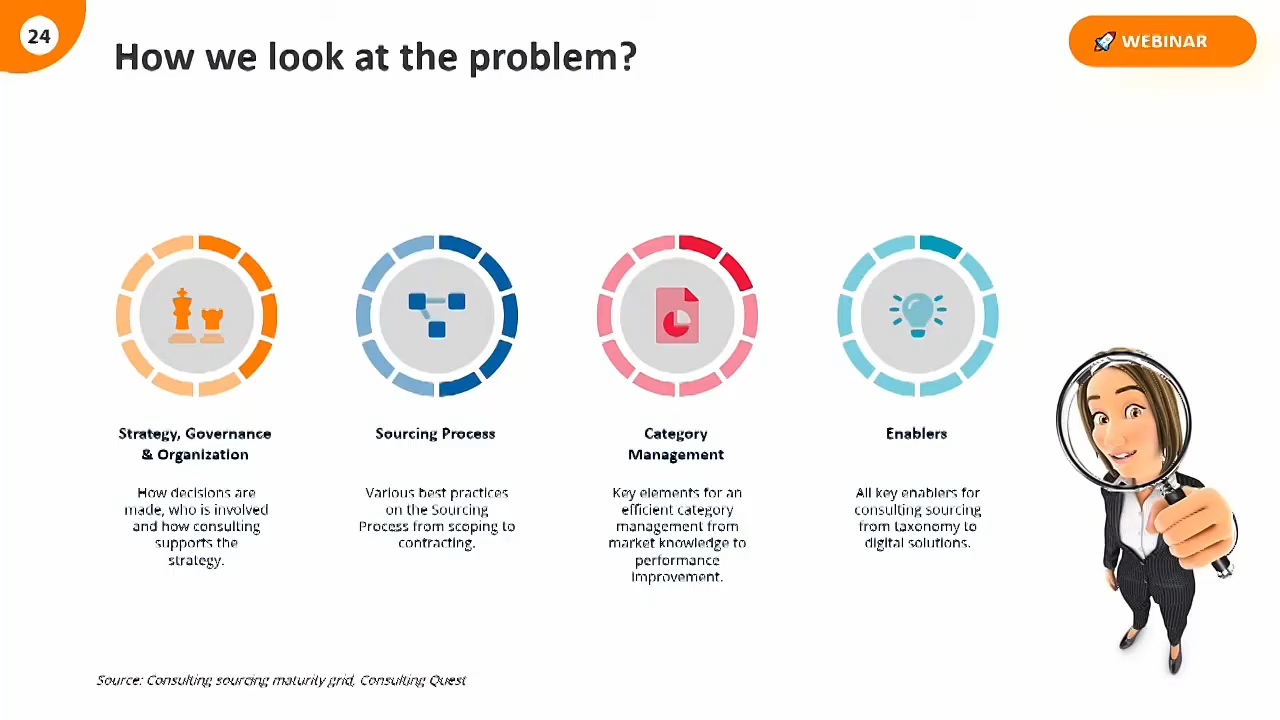 24
How we look at the problem?
WEBINAR
Strategy, Governance
& Organization
How decisions are
made, who is involved
and how consulting
supports the
strategy.
Sourcing Process
Various best practices
on the Sourcing
Process from scoping to
contracting.
Category
Management
Key elements for an
efficient category
management from
market knowledge to
performance
improvement.
Enablers
All key enablers for
consulting sourcing
from taxonomy to
digital solutions.
Source: Consulting sourcing maturity grid, Consulting Quest